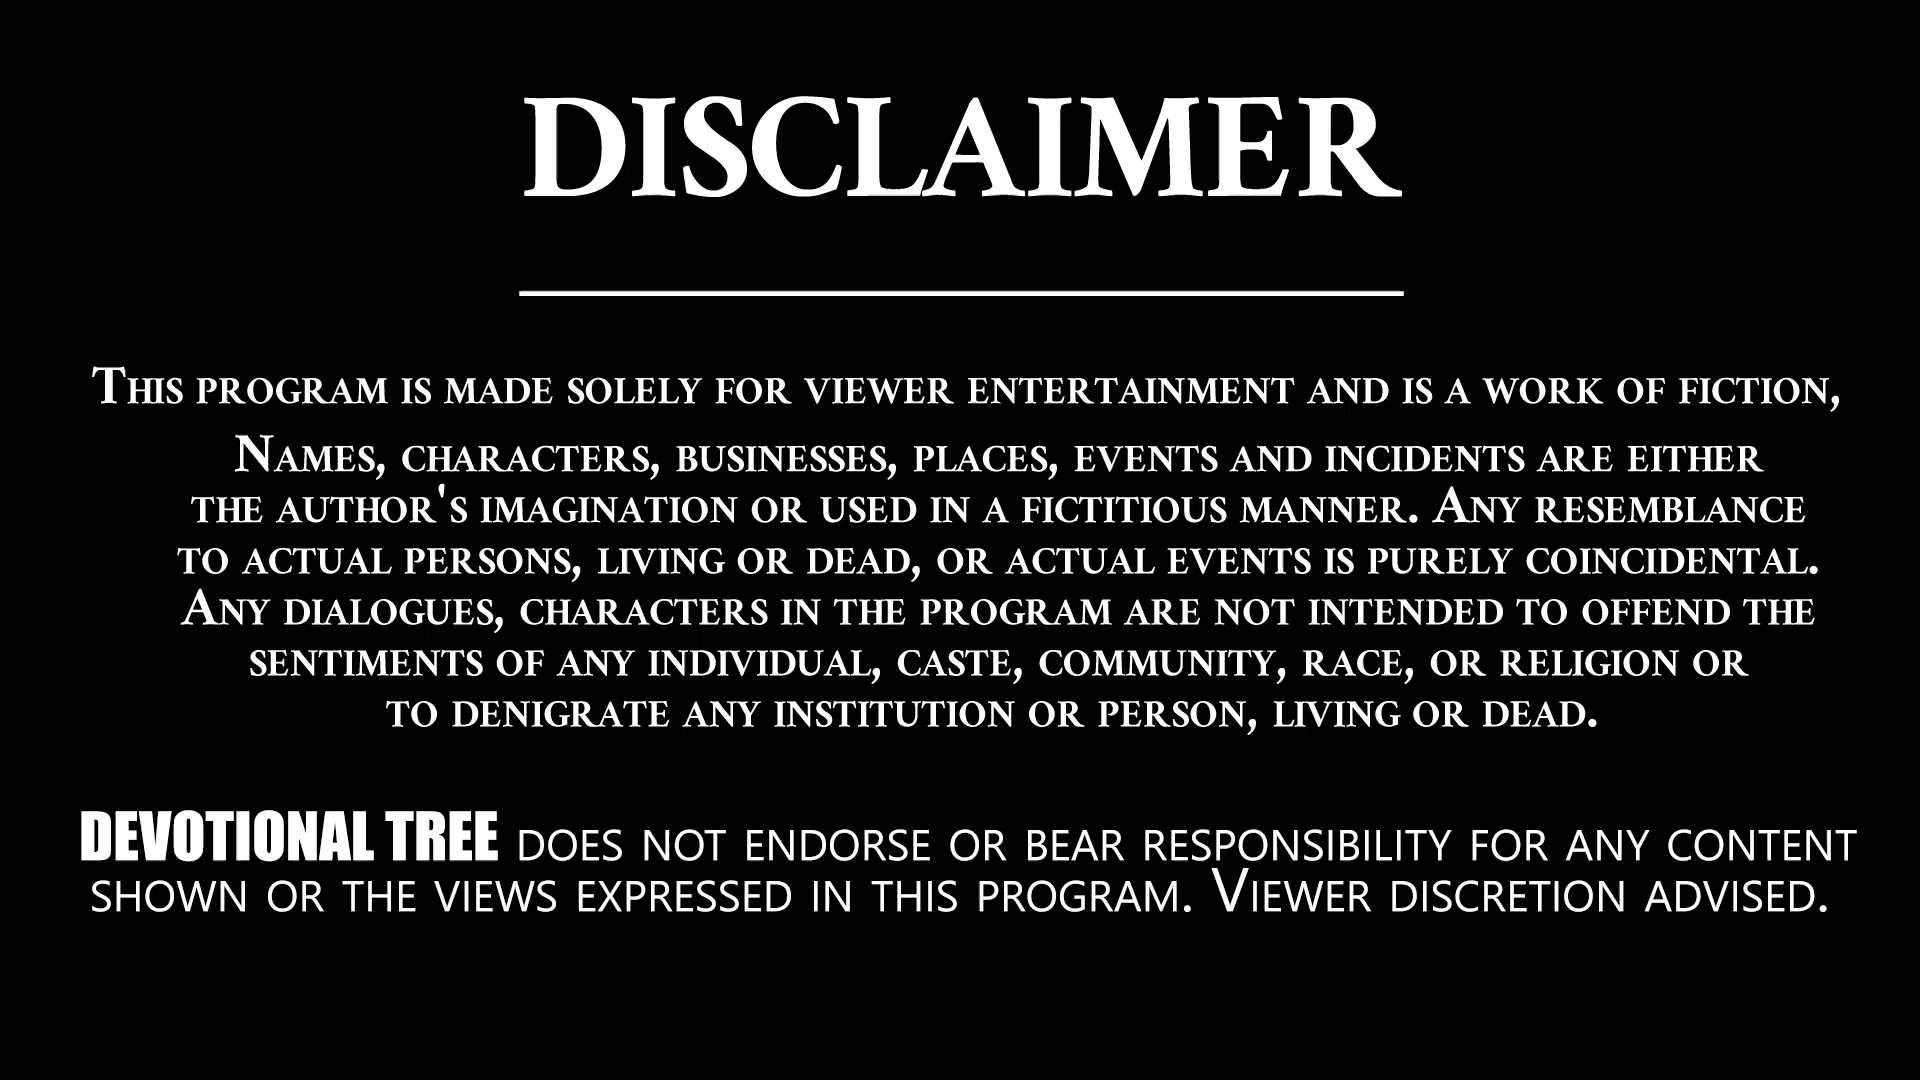 DISCLAIMER
This program is made solely for viewer entertainment and is a work of fiction,
Names, characters, businesses, places, events and incidents are either
the author's imagination or used in a fictitious manner. Any resemblance
to actual persons, living or dead, or actual events is purely coincidental.
Any dialogues, characters in the program are not intended to offend the
sentiments of any individual, caste, community, race, or religion or
to denigrate any institution or person, living or dead.
DEVOTIONAL TREE does not endorse or bear responsibility for any content
shown or the views expressed in this program. Viewer discretion advised.